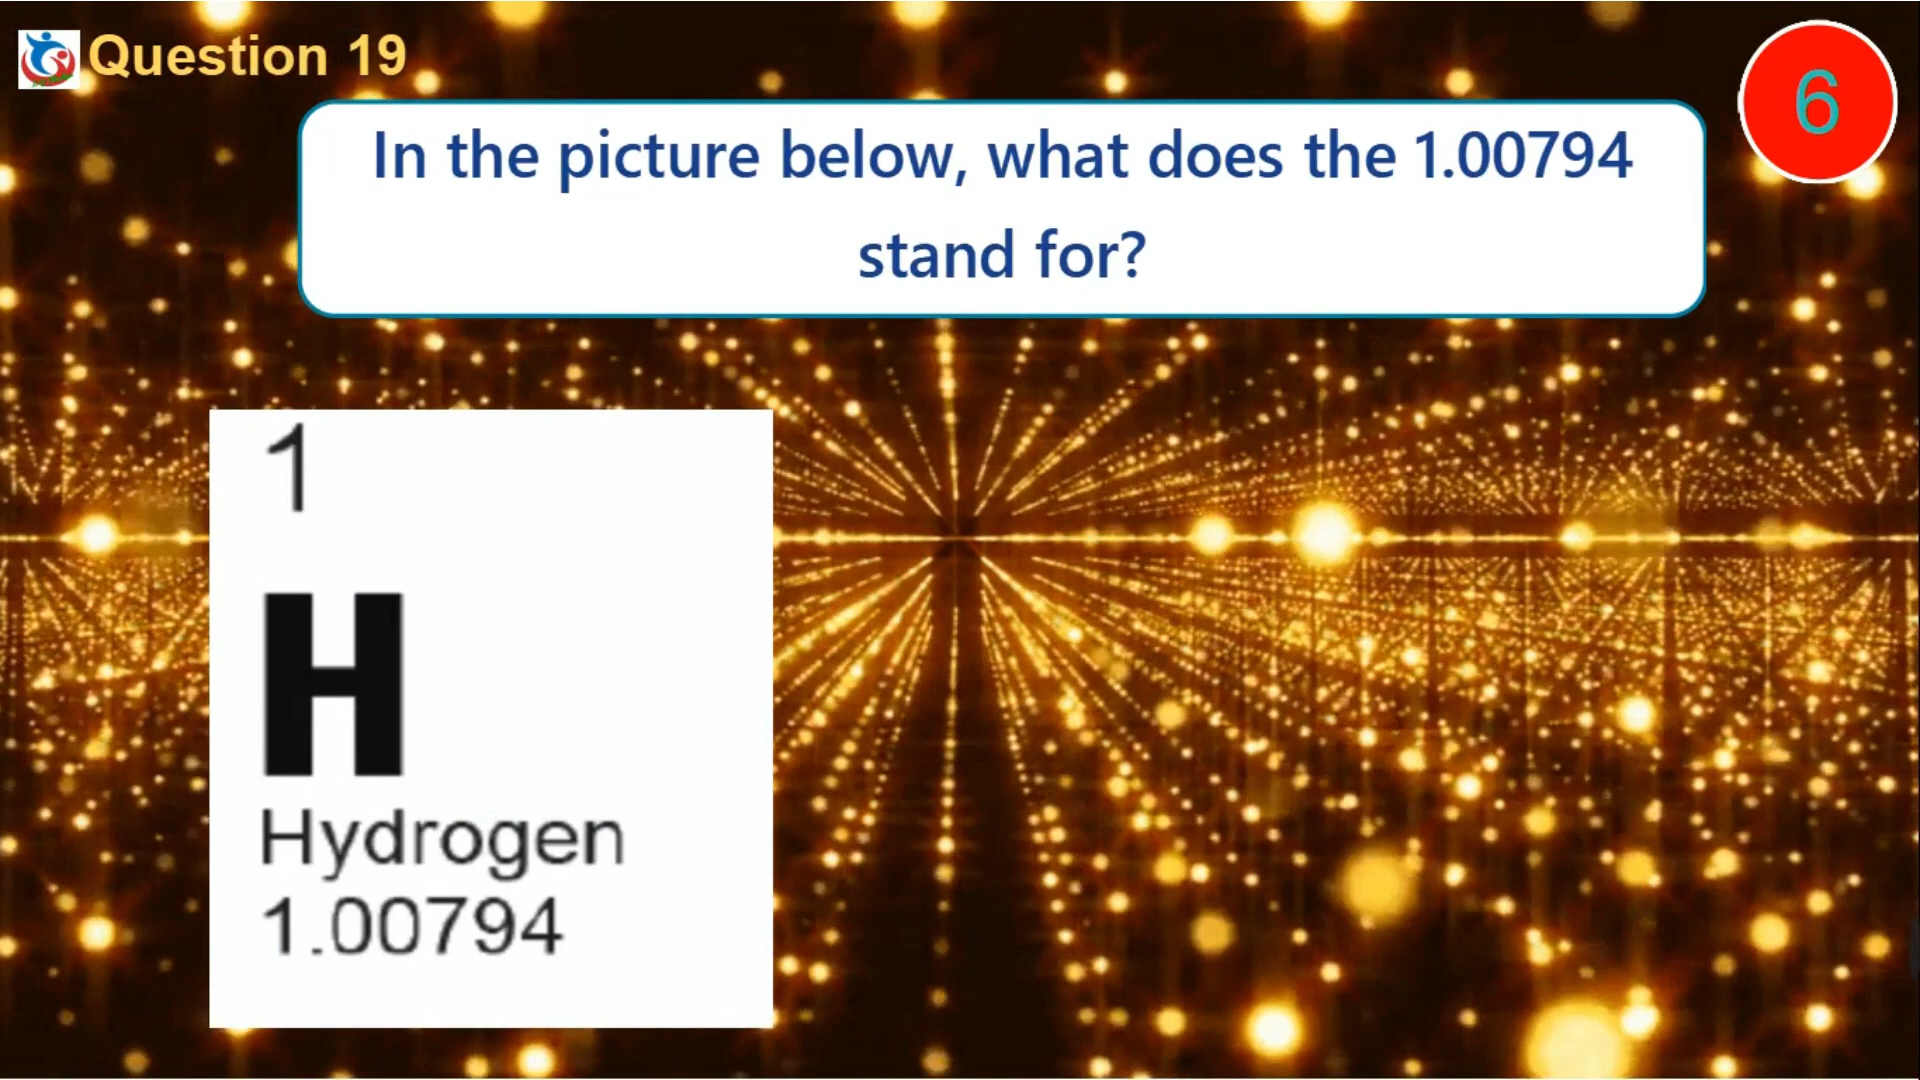 Question 19
6
In the picture below, what does the 1.00794
stand for?
1
H
Hydrogen
1.00794